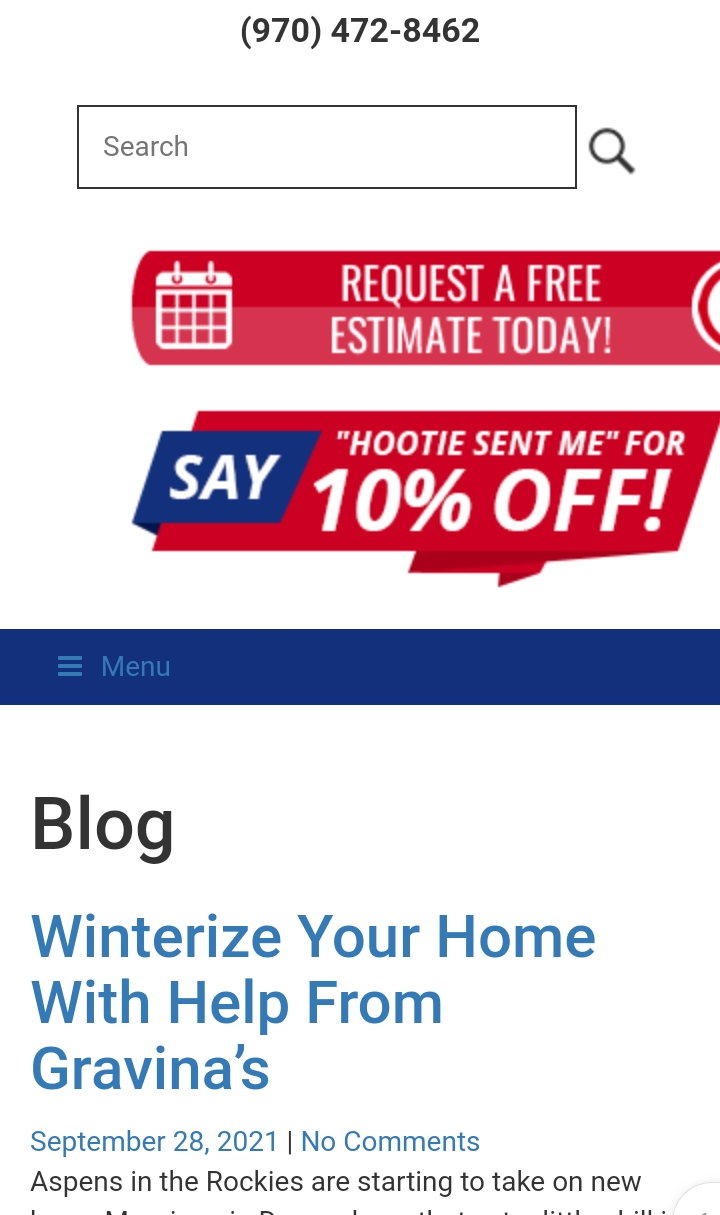 (970) 472-8462
Search
REQUEST A FREE
ESTIMATE TODAY!
SAY
"HOOTIE SENT ME" FOR
10% OFF!
Menu
Blog
Winterize Your Home
With Help From
Gravina’s
September 28, 2021 | No Comments
Aspens in the Rockies are starting to take on new